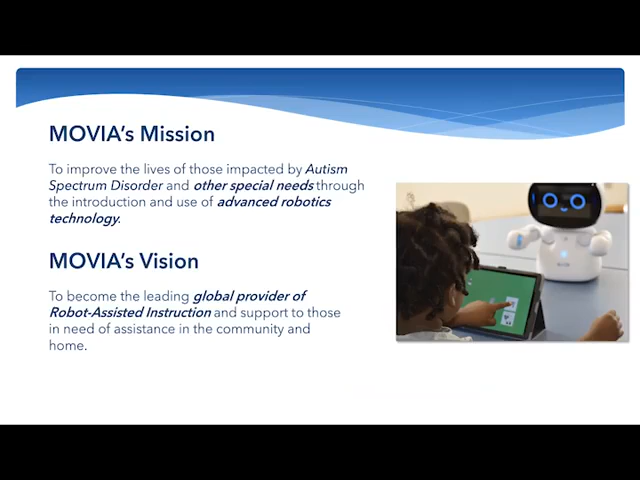 MOVIA's Mission
To improve the lives of those impacted by Autism
Spectrum Disorder and other special needs through
the introduction and use of advanced robotics
technology.
MOVIA's Vision
To become the leading global provider of
Robot-Assisted Instruction and support to those
in need of assistance in the community and
home.